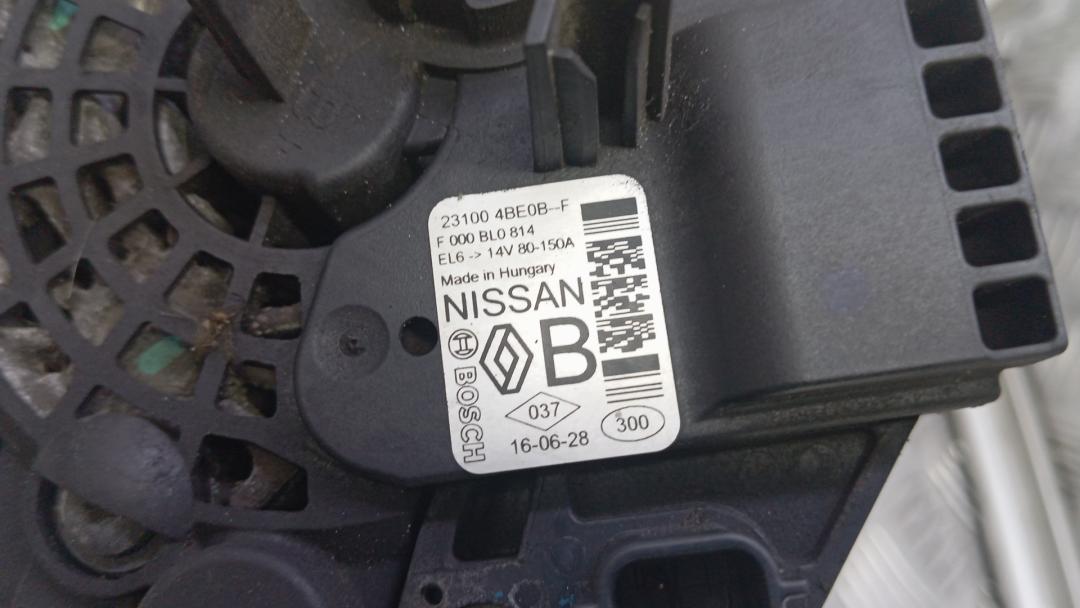 23100 4BE0B--F
F 000 BL0 814
EL6 -> 14V 80-150A
Made in Hungary
NISSAN
B
BOSCH
037
300
16-06-28